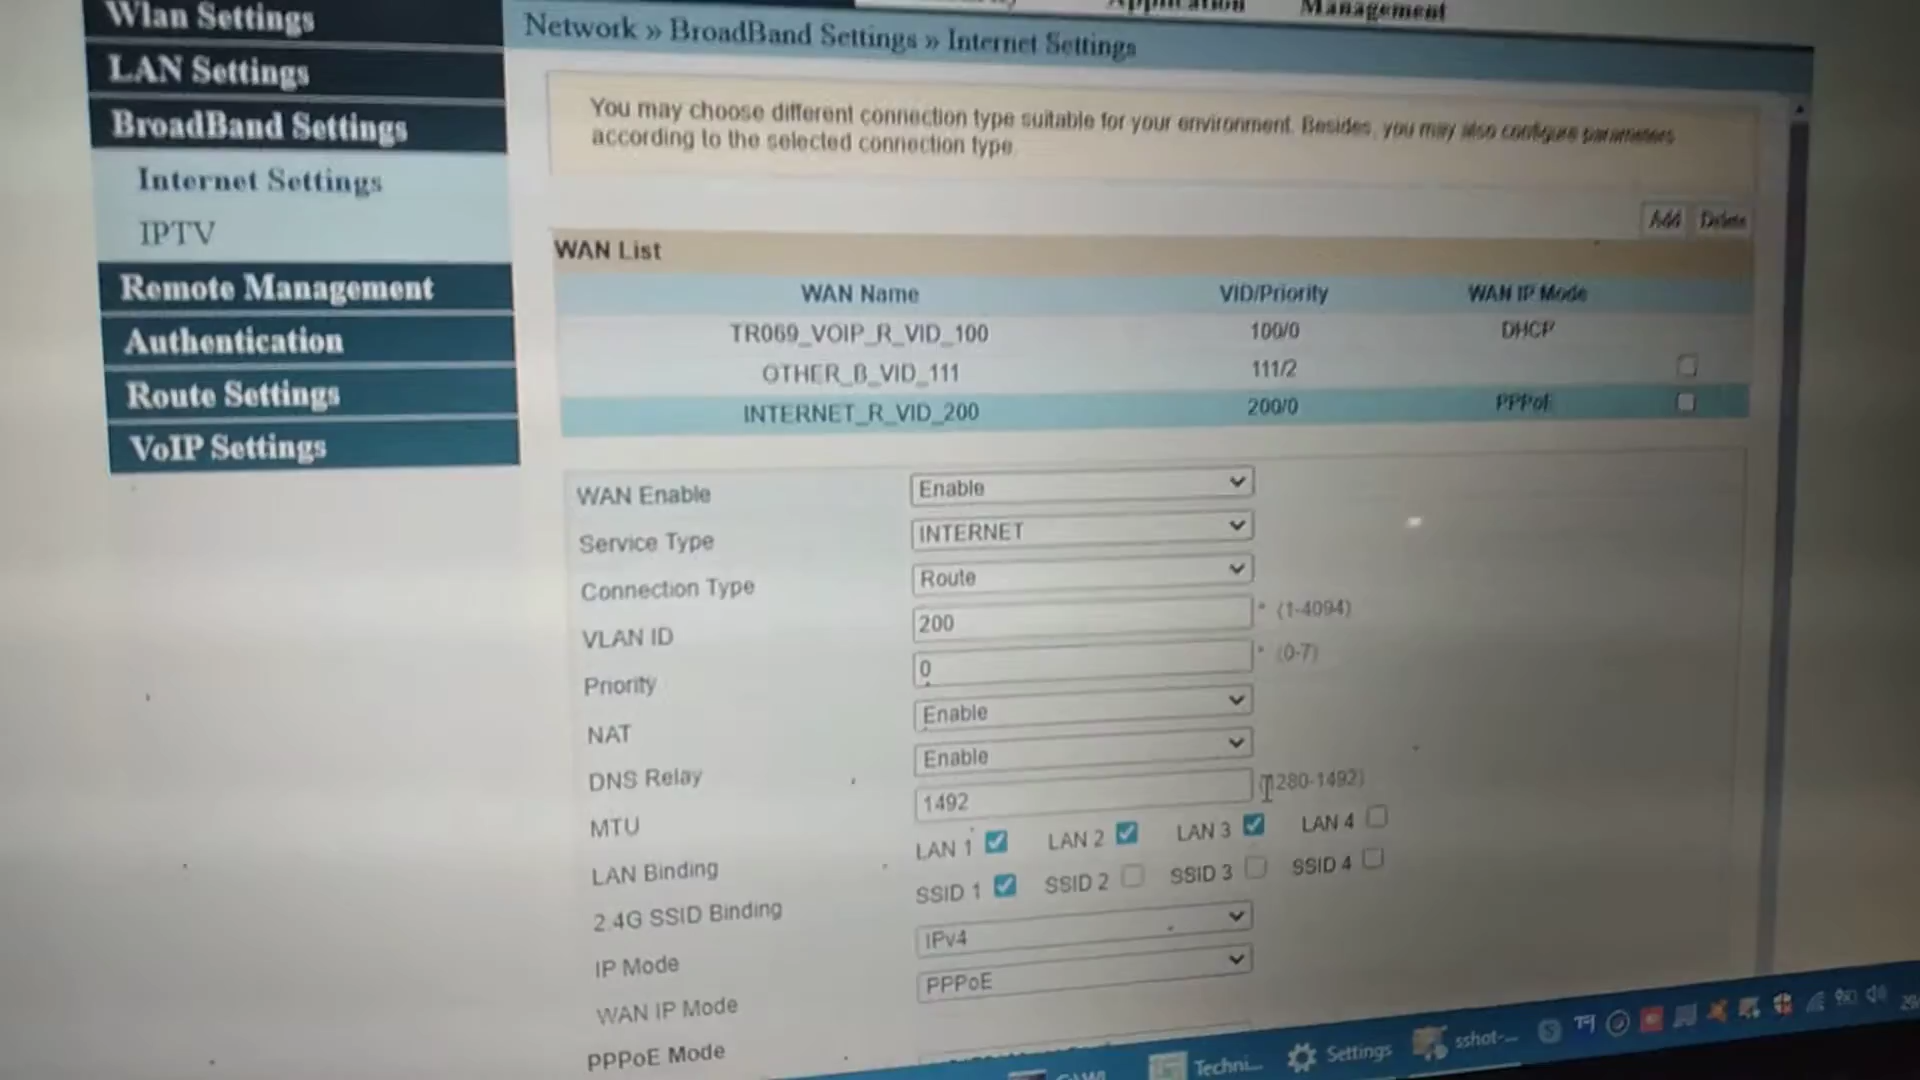 Application
Management
Wlan Settings
LAN Settings
BroadBand Settings
Internet Settings
IPTV
Remote Management
Authentication
Route Settings
VoIP Settings
Network » BroadBand Settings » Internet Settings
You may choose different connection type suitable for your environment. Besides, you may also configure parameters
according to the selected connection type.
Add Delete
WAN List
WAN Name VID/Priority WAN IP Mode
TR069_VOIP_R_VID_100 100/0 DHCP
OTHER_B_VID_111 111/2
INTERNET_R_VID_200 200/0 PPPoE
WAN Enable Enable
Service Type INTERNET
Connection Type Route
VLAN ID 200 * (1-4094)
Priority 0 * (0-7)
NAT Enable
DNS Relay Enable
MTU 1492 (1280-1492)
LAN Binding LAN 1 LAN 2 LAN 3 LAN 4
2.4G SSID Binding SSID 1 SSID 2 SSID 3 SSID 4
IP Mode IPv4
WAN IP Mode PPPoE
PPPoE Mode
Techni... Settings sshot-...